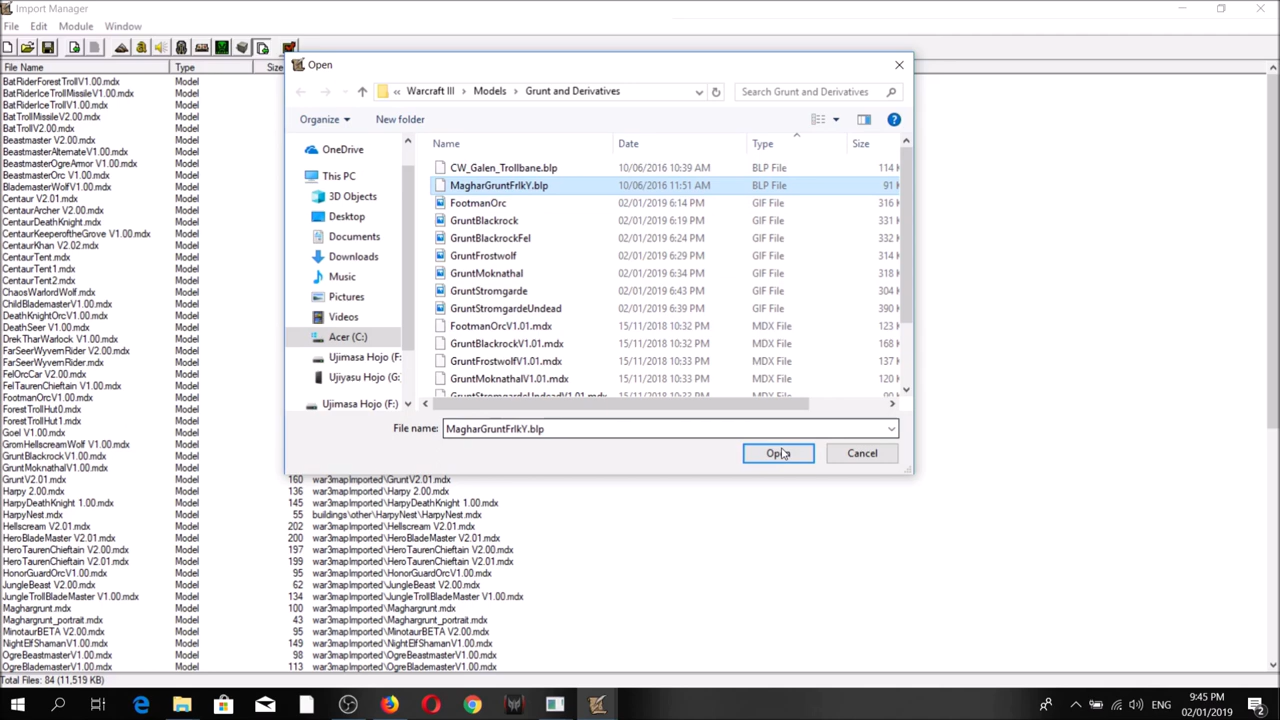 Import Manager
File Edit Module Window
File Name Type Size
BatRiderForestTrollV1.00.mdx Model
BatRiderIceTrollMissileV1.00.mdx Model
BatRiderIceTrollV1.00.mdx Model
BatTrollMissileV2.00.mdx Model
BatTrollV2.00.mdx Model
Beastmaster V2.00.mdx Model
BeastmasterAlternateV1.00.mdx Model
BeastmasterOgreArmor V1.00.mdx Model
BeastmasterOrc V1.00.mdx Model
BlademasterWolfV1.00.mdx Model
Centaur V2.01.mdx Model
CentaurArcher V2.00.mdx Model
CentaurDeathKnight.mdx Model
CentaurKeeperoftheGrove V1.00.mdx Model
CentaurKhan V2.02.mdx Model
CentaurTent.mdx Model
CentaurTent1.mdx Model
CentaurTent2.mdx Model
ChaosWarlordWolf.mdx Model
ChildBlademasterV1.00.mdx Model
DeathKnightOrcV1.00.mdx Model
DeathSeer V1.00.mdx Model
DrekTharWarlock V1.00.mdx Model
FarSeerWyvernRider V2.00.mdx Model
FelOrcCar V2.00.mdx Model
FelTaurenChieftain V2.00.mdx Model
FootmanOrcV1.01.mdx Model
ForestTrollHut0.mdx Model
ForestTrollHut1.mdx Model
Goel V1.00.mdx Model
GromHellscreamWolf V1.00.mdx Model
GruntBlackrockV1.01.mdx Model
GruntMoknathalV1.01.mdx Model
GruntV2.01.mdx Model 160 war3mapImported\GruntV2.01.mdx
Harpy 2.00.mdx Model 136 war3mapImported\Harpy 2.00.mdx
HarpyDeathKnight 1.00.mdx Model 145 war3mapImported\HarpyDeathKnight 1.00.mdx
HarpyNest.mdx Model 55 buildings\other\HarpyNest\HarpyNest.mdx
Hellscream V2.01.mdx Model 202 war3mapImported\Hellscream V2.01.mdx
HeroBladeMaster V2.01.mdx Model 200 war3mapImported\HeroBladeMaster V2.01.mdx
HeroTaurenChieftain V2.00.mdx Model 197 war3mapImported\HeroTaurenChieftain V2.00.mdx
HeroTaurenChieftain V2.01.mdx Model 199 war3mapImported\HeroTaurenChieftain V2.01.mdx
HonorGuardOrcV1.00.mdx Model 95 war3mapImported\HonorGuardOrcV1.00.mdx
JungleBeast V2.00.mdx Model 62 war3mapImported\JungleBeast V2.00.mdx
JungleTrollBladeMaster V1.00.mdx Model 134 war3mapImported\JungleTrollBladeMaster V1.00.mdx
Maghargrunt.mdx Model 100 war3mapImported\Maghargrunt.mdx
Maghargrunt_portrait.mdx Model 43 war3mapImported\Maghargrunt_portrait.mdx
MinotaurBETA V2.00.mdx Model 95 war3mapImported\MinotaurBETA V2.00.mdx
NightElfShamanV1.00.mdx Model 149 war3mapImported\NightElfShamanV1.00.mdx
OgreBeastmasterV1.00.mdx Model 98 war3mapImported\OgreBeastmasterV1.00.mdx
OgreBlademasterV1.00.mdx Model 113 war3mapImported\OgreBlademasterV1.00.mdx
Total Files: 84 (11,519 KB)
Open
« Warcraft III > Models > Grunt and Derivatives
Search Grunt and Derivatives
Organize New folder
OneDrive
This PC
3D Objects
Desktop
Documents
Downloads
Music
Pictures
Videos
Acer (C:)
Ujimasa Hojo (F:
Ujiyasu Hojo (G:
Ujimasa Hojo (F:)
Name Date Type Size
CW_Galen_Trollbane.blp 10/06/2016 10:39 AM BLP File 114 K
MagharGruntFrlkY.blp 10/06/2016 11:51 AM BLP File 91 K
FootmanOrc 02/01/2019 6:14 PM GIF File 316 K
GruntBlackrock 02/01/2019 6:19 PM GIF File 331 K
GruntBlackrockFel 02/01/2019 6:24 PM GIF File 332 K
GruntFrostwolf 02/01/2019 6:29 PM GIF File 295 K
GruntMoknathal 02/01/2019 6:34 PM GIF File 318 K
GruntStromgarde 02/01/2019 6:43 PM GIF File 304 K
GruntStromgardeUndead 02/01/2019 6:39 PM GIF File 390 K
FootmanOrcV1.01.mdx 15/11/2018 10:32 PM MDX File 123 K
GruntBlackrockV1.01.mdx 15/11/2018 10:32 PM MDX File 168 K
GruntFrostwolfV1.01.mdx 15/11/2018 10:33 PM MDX File 137 K
GruntMoknathalV1.01.mdx 15/11/2018 10:33 PM MDX File 120 K
GruntStromgardeUndeadV1.01.mdx 15/11/2018 10:33 PM MDX File 90 K
File name: MagharGruntFrlkY.blp
Open Cancel
ENG
9:45 PM
02/01/2019
2